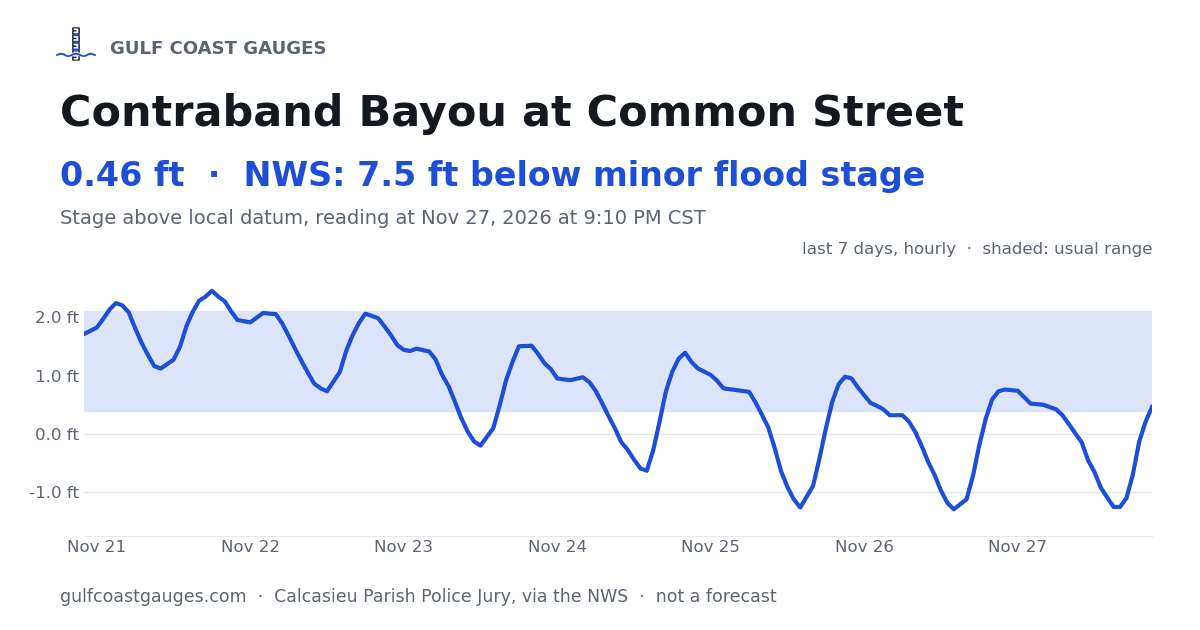 GULF COAST GAUGES
Contraband Bayou at Common Street
0.46 ft · NWS: 7.5 ft below minor flood stage
Stage above local datum, reading at Nov 27, 2026 at 9:10 PM CST
last 7 days, hourly · shaded: usual range
2.0 ft
1.0 ft
0.0 ft
-1.0 ft
Nov 21 Nov 22 Nov 23 Nov 24 Nov 25 Nov 26 Nov 27
gulfcoastgauges.com · Calcasieu Parish Police Jury, via the NWS · not a forecast